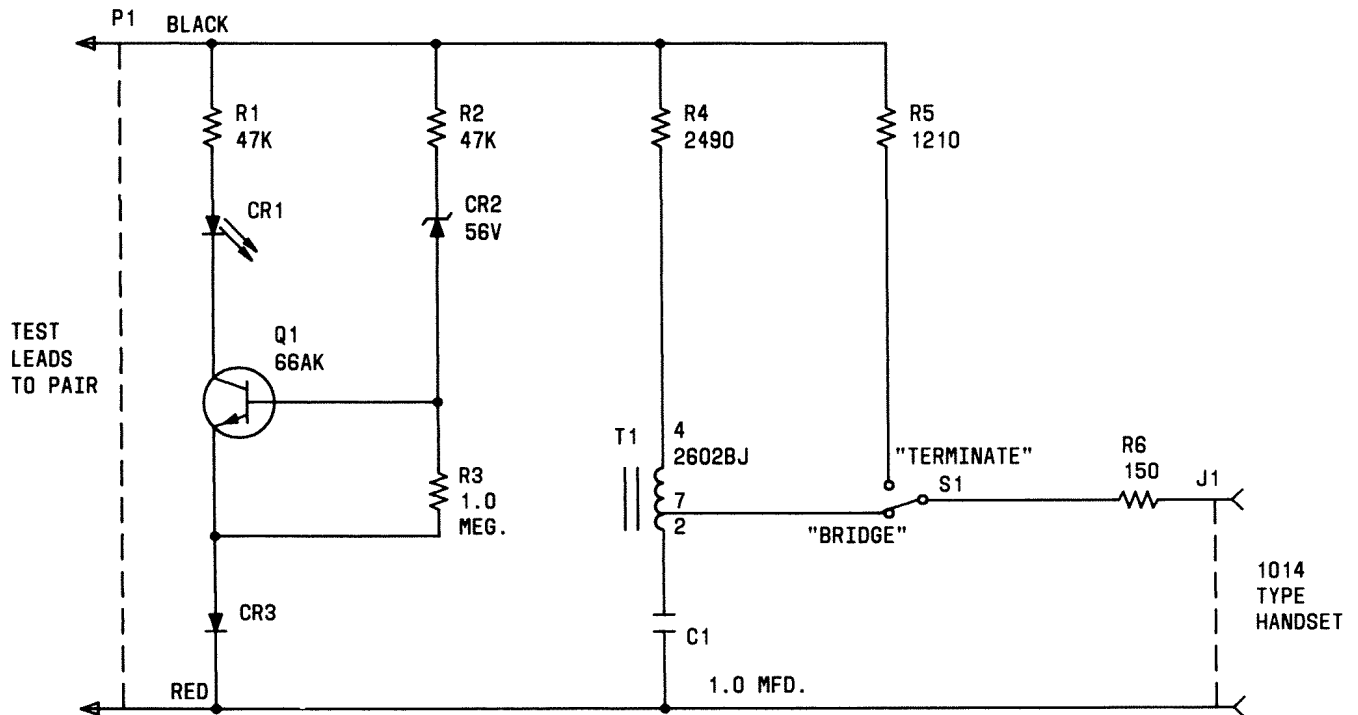 P1
BLACK
R1
47K
R2
47K
R4
2490
R5
1210
CR1
CR2
56V
TEST
LEADS
TO PAIR
Q1
66AK
R3
1.0
MEG.
T1
4
2602BJ
7
2
"TERMINATE"
S1
"BRIDGE"
R6
150
J1
1014
TYPE
HANDSET
CR3
C1
RED
1.0 MFD.